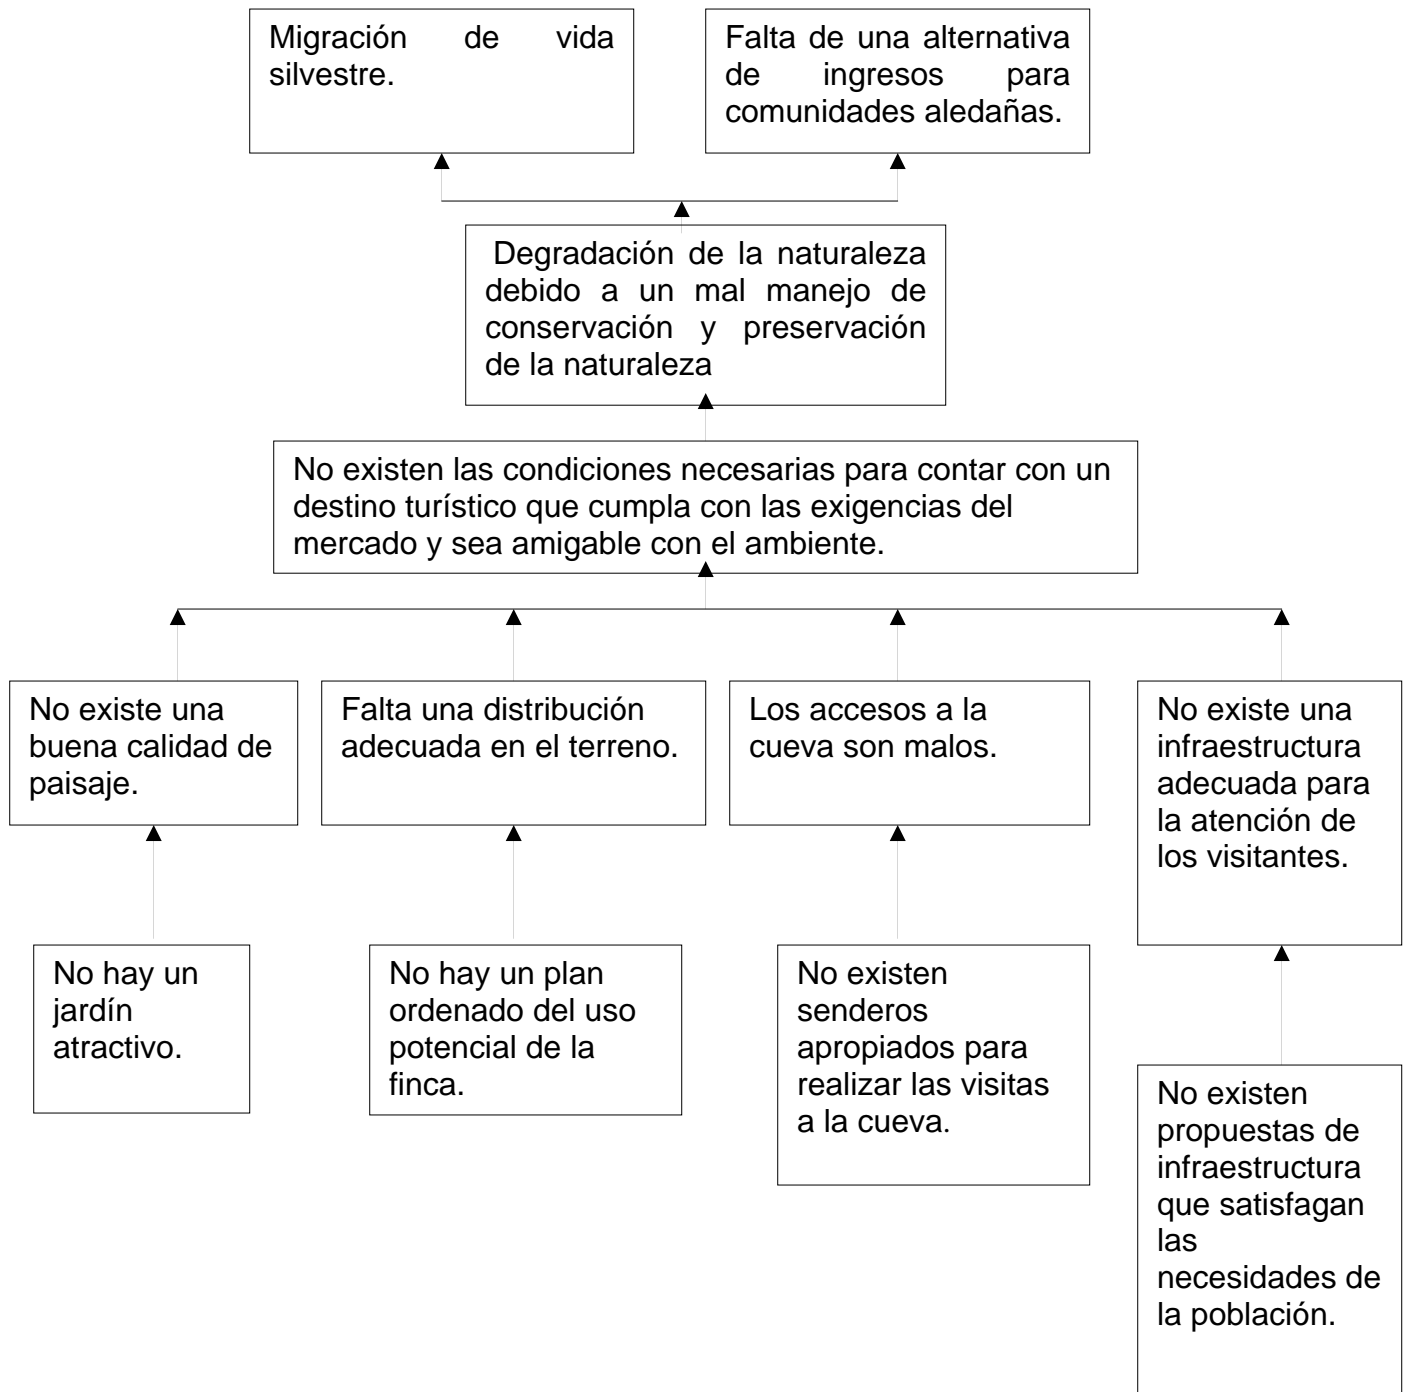 Migración de vida
silvestre.
Falta de una alternativa
de ingresos para
comunidades aledañas.
Degradación de la naturaleza
debido a un mal manejo de
conservación y preservación
de la naturaleza
No existen las condiciones necesarias para contar con un
destino turístico que cumpla con las exigencias del
mercado y sea amigable con el ambiente.
No existe una
buena calidad de
paisaje.
Falta una distribución
adecuada en el terreno.
Los accesos a la
cueva son malos.
No existe una
infraestructura
adecuada para
la atención de
los visitantes.
No hay un
jardín
atractivo.
No hay un plan
ordenado del uso
potencial de la
finca.
No existen
senderos
apropiados para
realizar las visitas
a la cueva.
No existen
propuestas de
infraestructura
que satisfagan
las
necesidades de
la población.